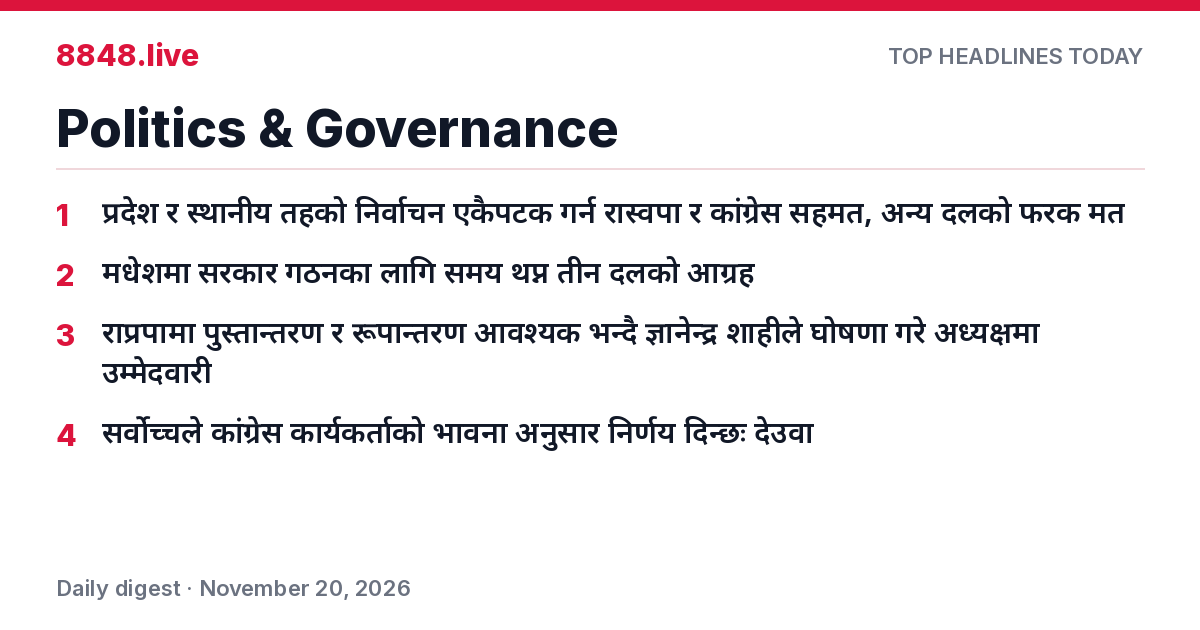 8848.live
TOP HEADLINES TODAY
Politics & Governance
1 प्रदेश र स्थानीय तहको निर्वाचन एकैपटक गर्न रास्वपा र कांग्रेस सहमत, अन्य दलको फरक मत
2 मधेशमा सरकार गठनका लागि समय थप्न तीन दलको आग्रह
3 राप्रपामा पुस्तान्तरण र रूपान्तरण आवश्यक भन्दै ज्ञानेन्द्र शाहीले घोषणा गरे अध्यक्षमा
उम्मेदवारी
4 सर्वोच्चले कांग्रेस कार्यकर्ताको भावना अनुसार निर्णय दिन्छः देउवा
Daily digest · November 20, 2026